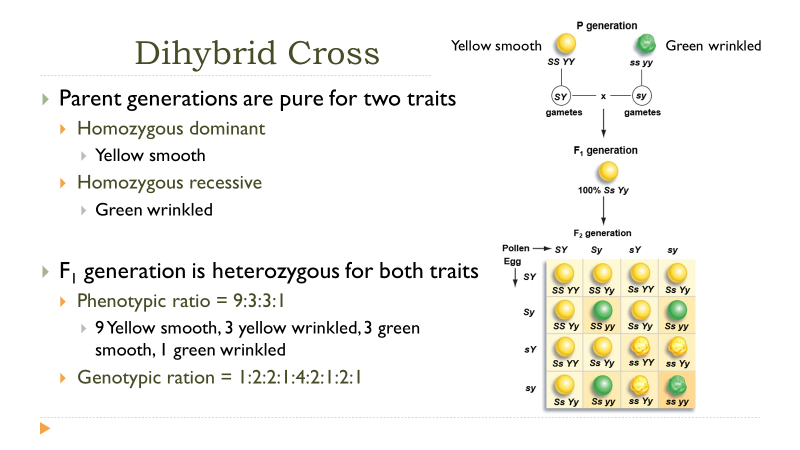 Dihybrid Cross
Parent generations are pure for two traits
Homozygous dominant
Yellow smooth
Homozygous recessive
Green wrinkled
F1 generation is heterozygous for both traits
Phenotypic ratio = 9:3:3:1
9 Yellow smooth, 3 yellow wrinkled, 3 green
smooth, 1 green wrinkled
Genotypic ration = 1:2:2:1:4:2:1:2:1
P generation
Yellow smooth
Green wrinkled
SS YY ss yy
SY x sy
gametes gametes
F1 generation
100% Ss Yy
F2 generation
Pollen SY Sy sY sy
Egg
SY
SS YY SS Yy Ss YY Ss Yy
Sy
SS Yy SS yy Ss Yy Ss yy
sY
Ss YY Ss Yy ss YY ss Yy
sy
Ss Yy Ss yy ss Yy ss yy